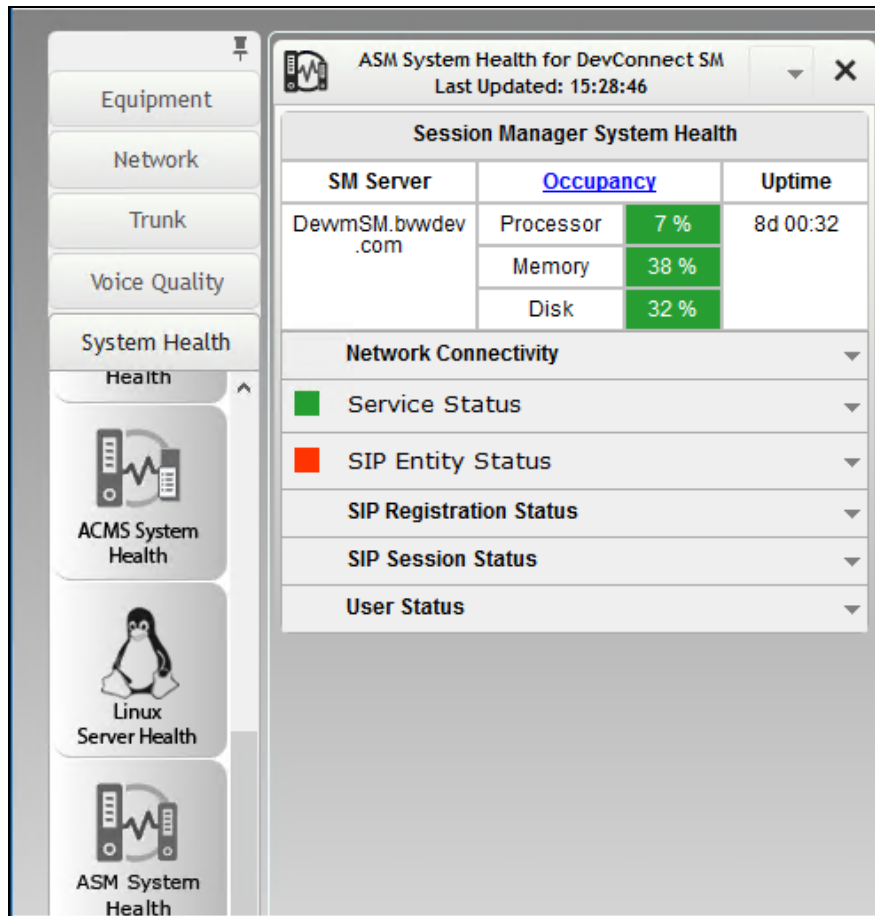 Equipment
Network
Trunk
Voice Quality
System Health
Health
ACMS System
Health
Linux
Server Health
ASM System
Health
ASM System Health for DevConnect SM
Last Updated: 15:28:46
Session Manager System Health
SM Server Occupancy Uptime
DevvmSM.bvwdev Processor 7 % 8d 00:32
.com
Memory 38 %
Disk 32 %
Network Connectivity
Service Status
SIP Entity Status
SIP Registration Status
SIP Session Status
User Status